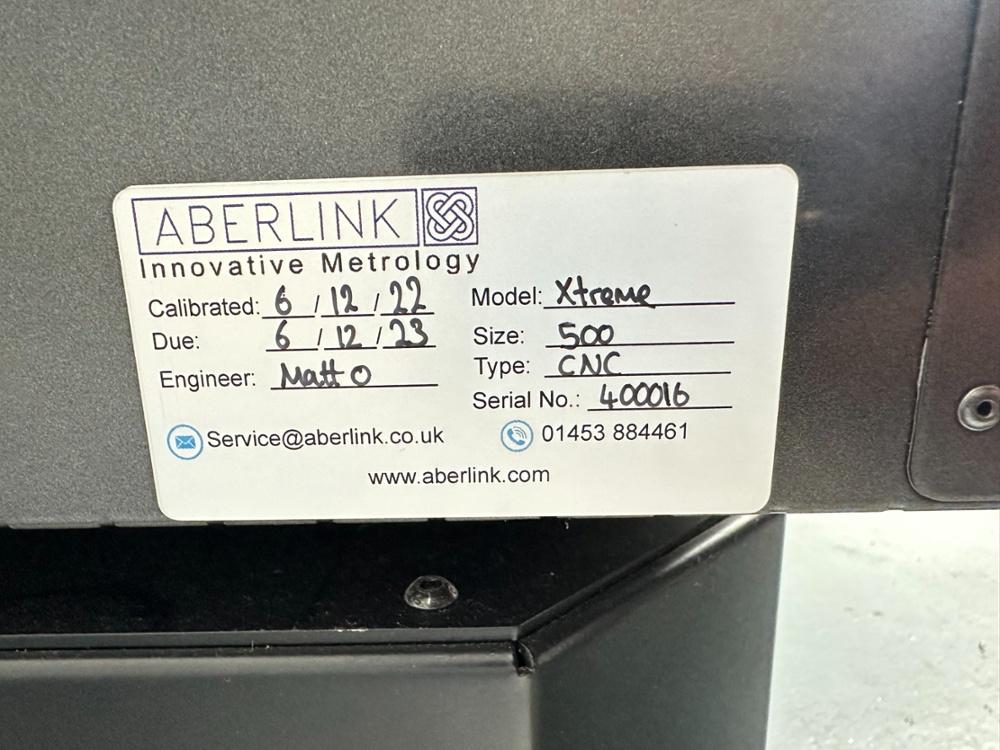 ABERLINK
Innovative Metrology
Calibrated: 6 / 12 / 22
Due: 6 / 12 / 23
Engineer: Matt O
Model: Xtreme
Size: 500
Type: CNC
Serial No.: 400016
Service@aberlink.co.uk
01453 884461
www.aberlink.com